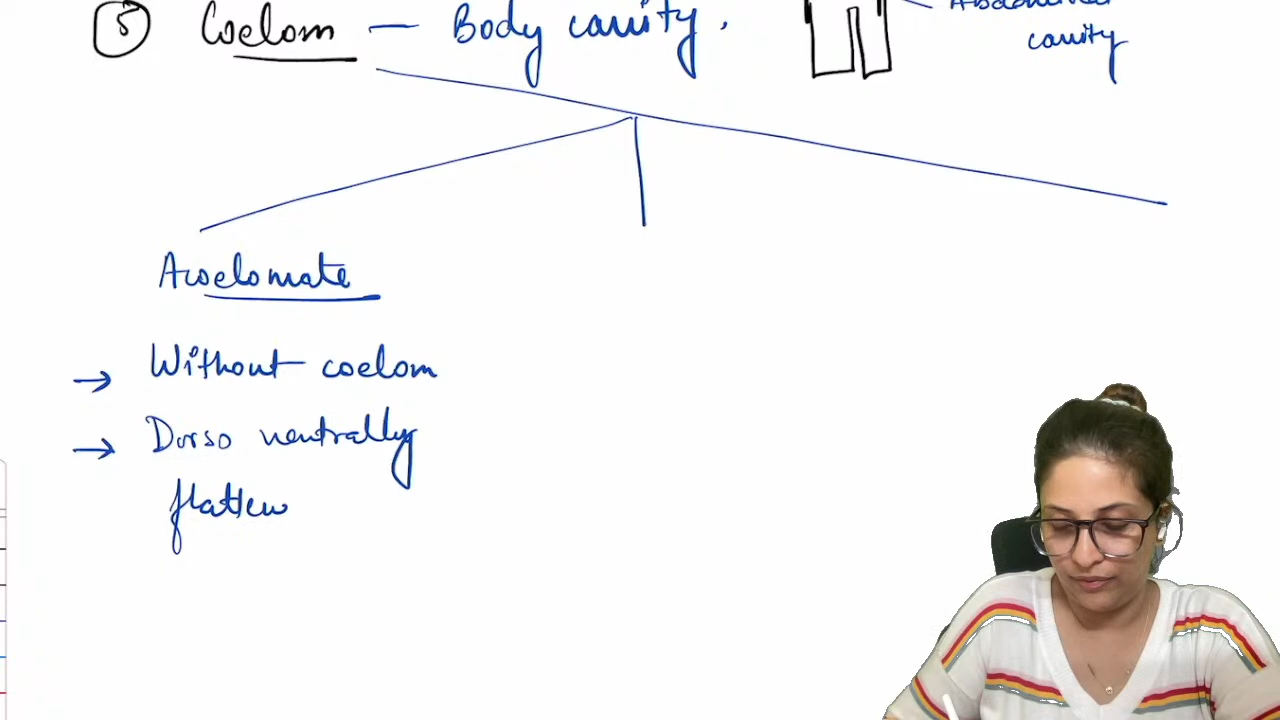 5 Coelom — Body cavity.
cavity
Acoelomate
→ Without coelom
→ Dorso ventrally
flatten